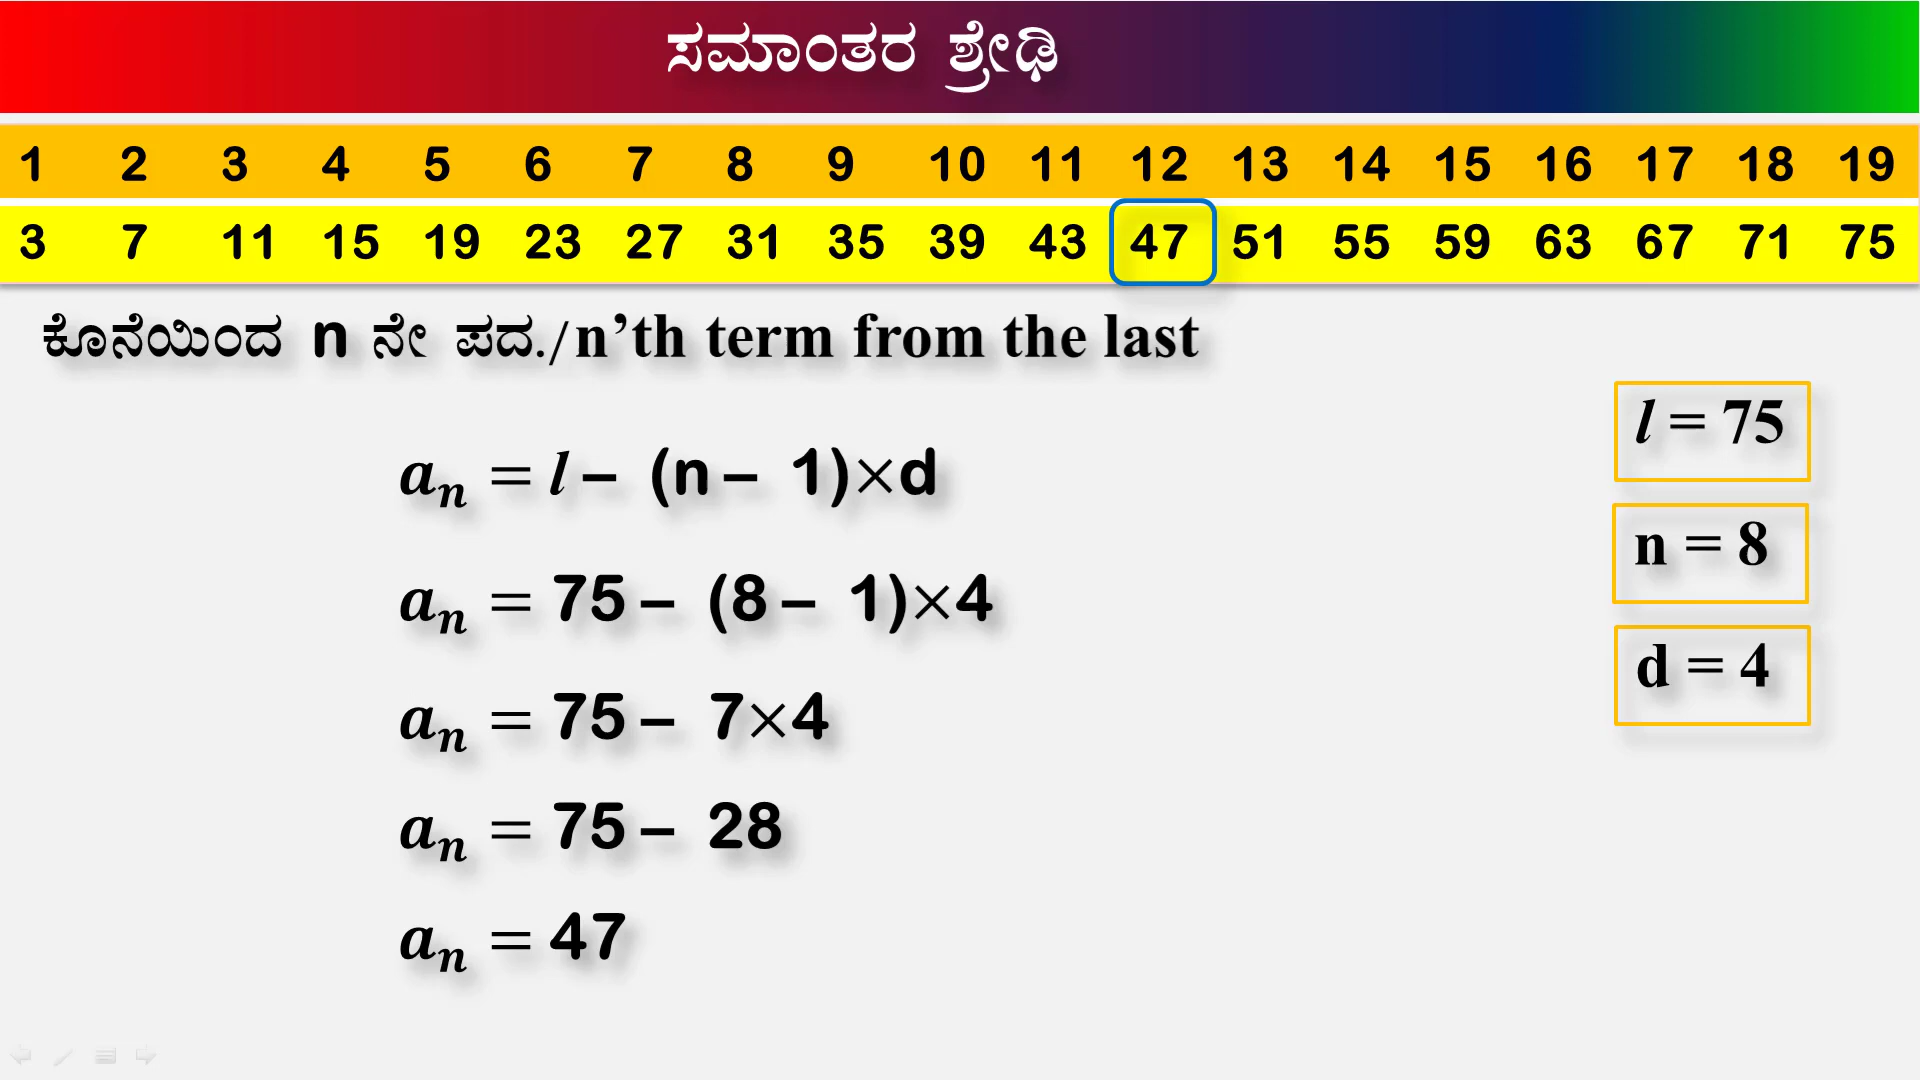 ಸಮಾಂತರ ಶ್ರೇಢಿ
1 2 3 4 5 6 7 8 9 10 11 12 13 14 15 16 17 18 19
3 7 11 15 19 23 27 31 35 39 43 47 51 55 59 63 67 71 75
ಕೊನೆಯಿಂದ n ನೇ ಪದ./n’th term from the last
l = 75
aₙ = l – (n – 1)×d
n = 8
aₙ = 75 – (8 – 1)×4
d = 4
aₙ = 75 – 7×4
aₙ = 75 – 28
aₙ = 47